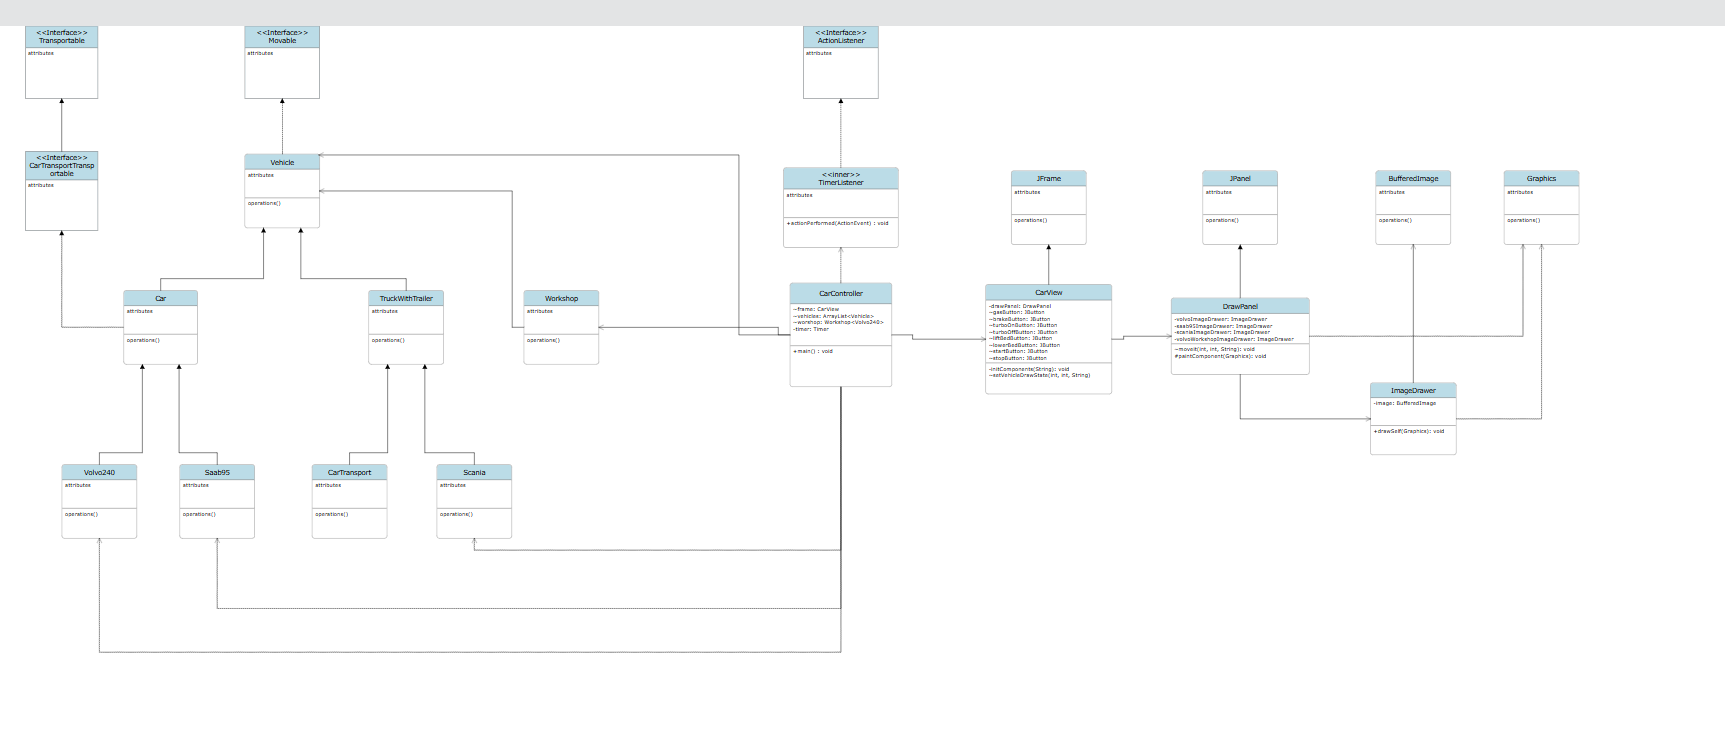 <<Interface>>
Transportable
attributes
<<Interface>>
Movable
attributes
<<Interface>>
ActionListener
attributes
<<Interface>>
CarTransportTransp
ortable
attributes
Vehicle
attributes
operations()
<<inner>>
TimerListener
attributes
+actionPerformed(ActionEvent) : void
JFrame
attributes
operations()
JPanel
attributes
operations()
BufferedImage
attributes
operations()
Graphics
attributes
operations()
Car
attributes
operations()
TruckWithTrailer
attributes
operations()
Workshop
attributes
operations()
CarController
~frame: CarView
~vehicles: ArrayList<Vehicle>
~worshop: Workshop<Volvo240>
-timer: Timer
+main() : void
CarView
-drawPanel: DrawPanel
~gasButton: JButton
~brakeButton: JButton
~turboOnButton: JButton
~turboOffButton: JButton
~liftBedButton: JButton
~lowerBedButton: JButton
~startButton: JButton
~stopButton: JButton
-initComponents(String): void
~setVehicleDrawState(int, int, String)
DrawPanel
-volvoImageDrawer: ImageDrawer
-saab95ImageDrawer: ImageDrawer
-scaniaImageDrawer: ImageDrawer
-volvoWorkshopImageDrawer: ImageDrawer
~moveit(int, int, String): void
#paintComponent(Graphics): void
ImageDrawer
-image: BufferedImage
+drawSelf(Graphics): void
Volvo240
attributes
operations()
Saab95
attributes
operations()
CarTransport
attributes
operations()
Scania
attributes
operations()